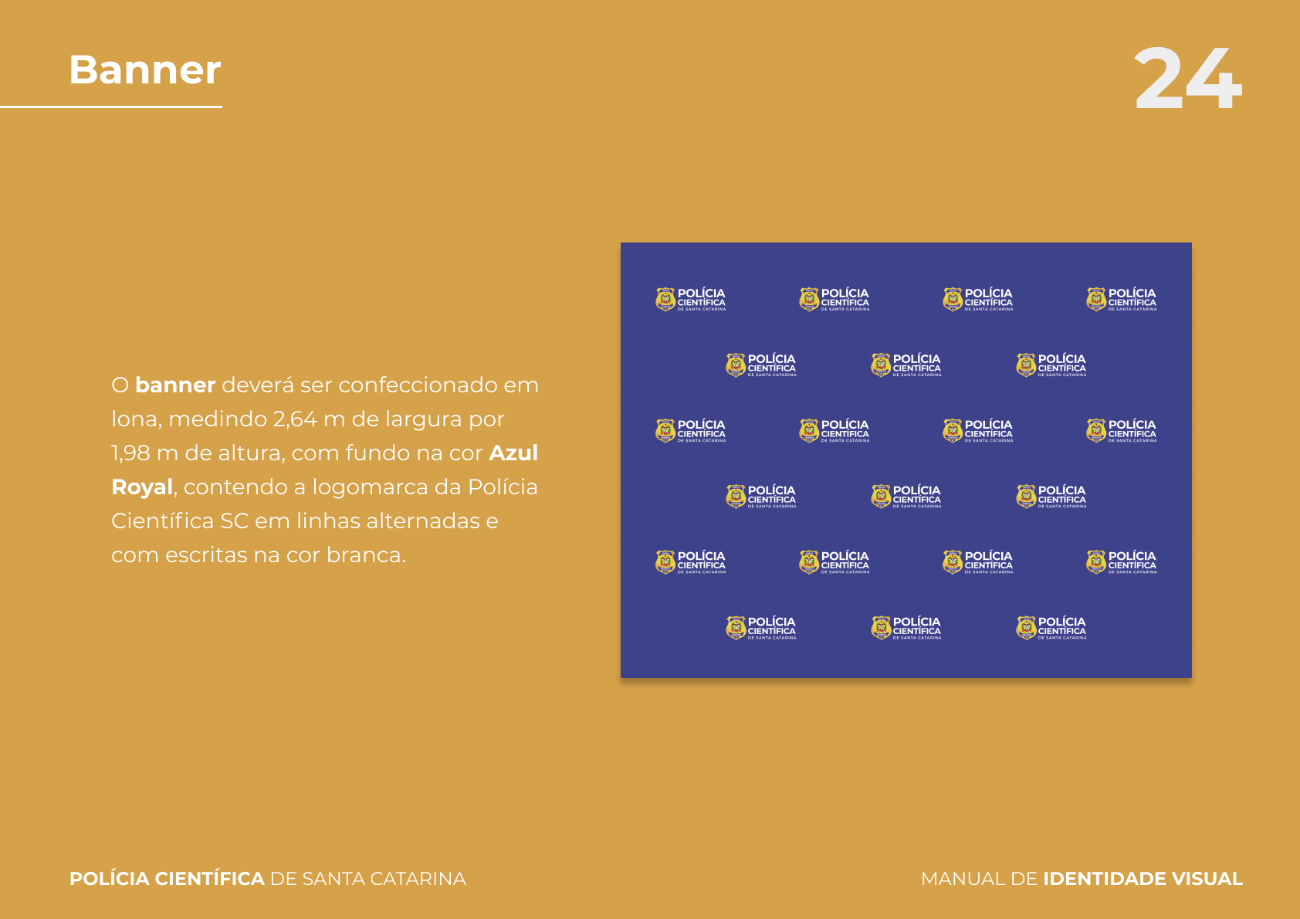 Banner
24
O banner deverá ser confeccionado em
lona, medindo 2,64 m de largura por
1,98 m de altura, com fundo na cor Azul
Royal, contendo a logomarca da Polícia
Científica SC em linhas alternadas e
com escritas na cor branca.
POLÍCIA POLÍCIA POLÍCIA POLÍCIA
CIENTÍFICA CIENTÍFICA CIENTÍFICA CIENTÍFICA
DE SANTA CATARINA DE SANTA CATARINA DE SANTA CATARINA DE SANTA CATARINA
POLÍCIA POLÍCIA POLÍCIA
CIENTÍFICA CIENTÍFICA CIENTÍFICA
DE SANTA CATARINA DE SANTA CATARINA DE SANTA CATARINA
POLÍCIA POLÍCIA POLÍCIA POLÍCIA
CIENTÍFICA CIENTÍFICA CIENTÍFICA CIENTÍFICA
DE SANTA CATARINA DE SANTA CATARINA DE SANTA CATARINA DE SANTA CATARINA
POLÍCIA POLÍCIA POLÍCIA
CIENTÍFICA CIENTÍFICA CIENTÍFICA
DE SANTA CATARINA DE SANTA CATARINA DE SANTA CATARINA
POLÍCIA POLÍCIA POLÍCIA POLÍCIA
CIENTÍFICA CIENTÍFICA CIENTÍFICA CIENTÍFICA
DE SANTA CATARINA DE SANTA CATARINA DE SANTA CATARINA DE SANTA CATARINA
POLÍCIA POLÍCIA POLÍCIA
CIENTÍFICA CIENTÍFICA CIENTÍFICA
DE SANTA CATARINA DE SANTA CATARINA DE SANTA CATARINA
POLÍCIA CIENTÍFICA DE SANTA CATARINA
MANUAL DE IDENTIDADE VISUAL